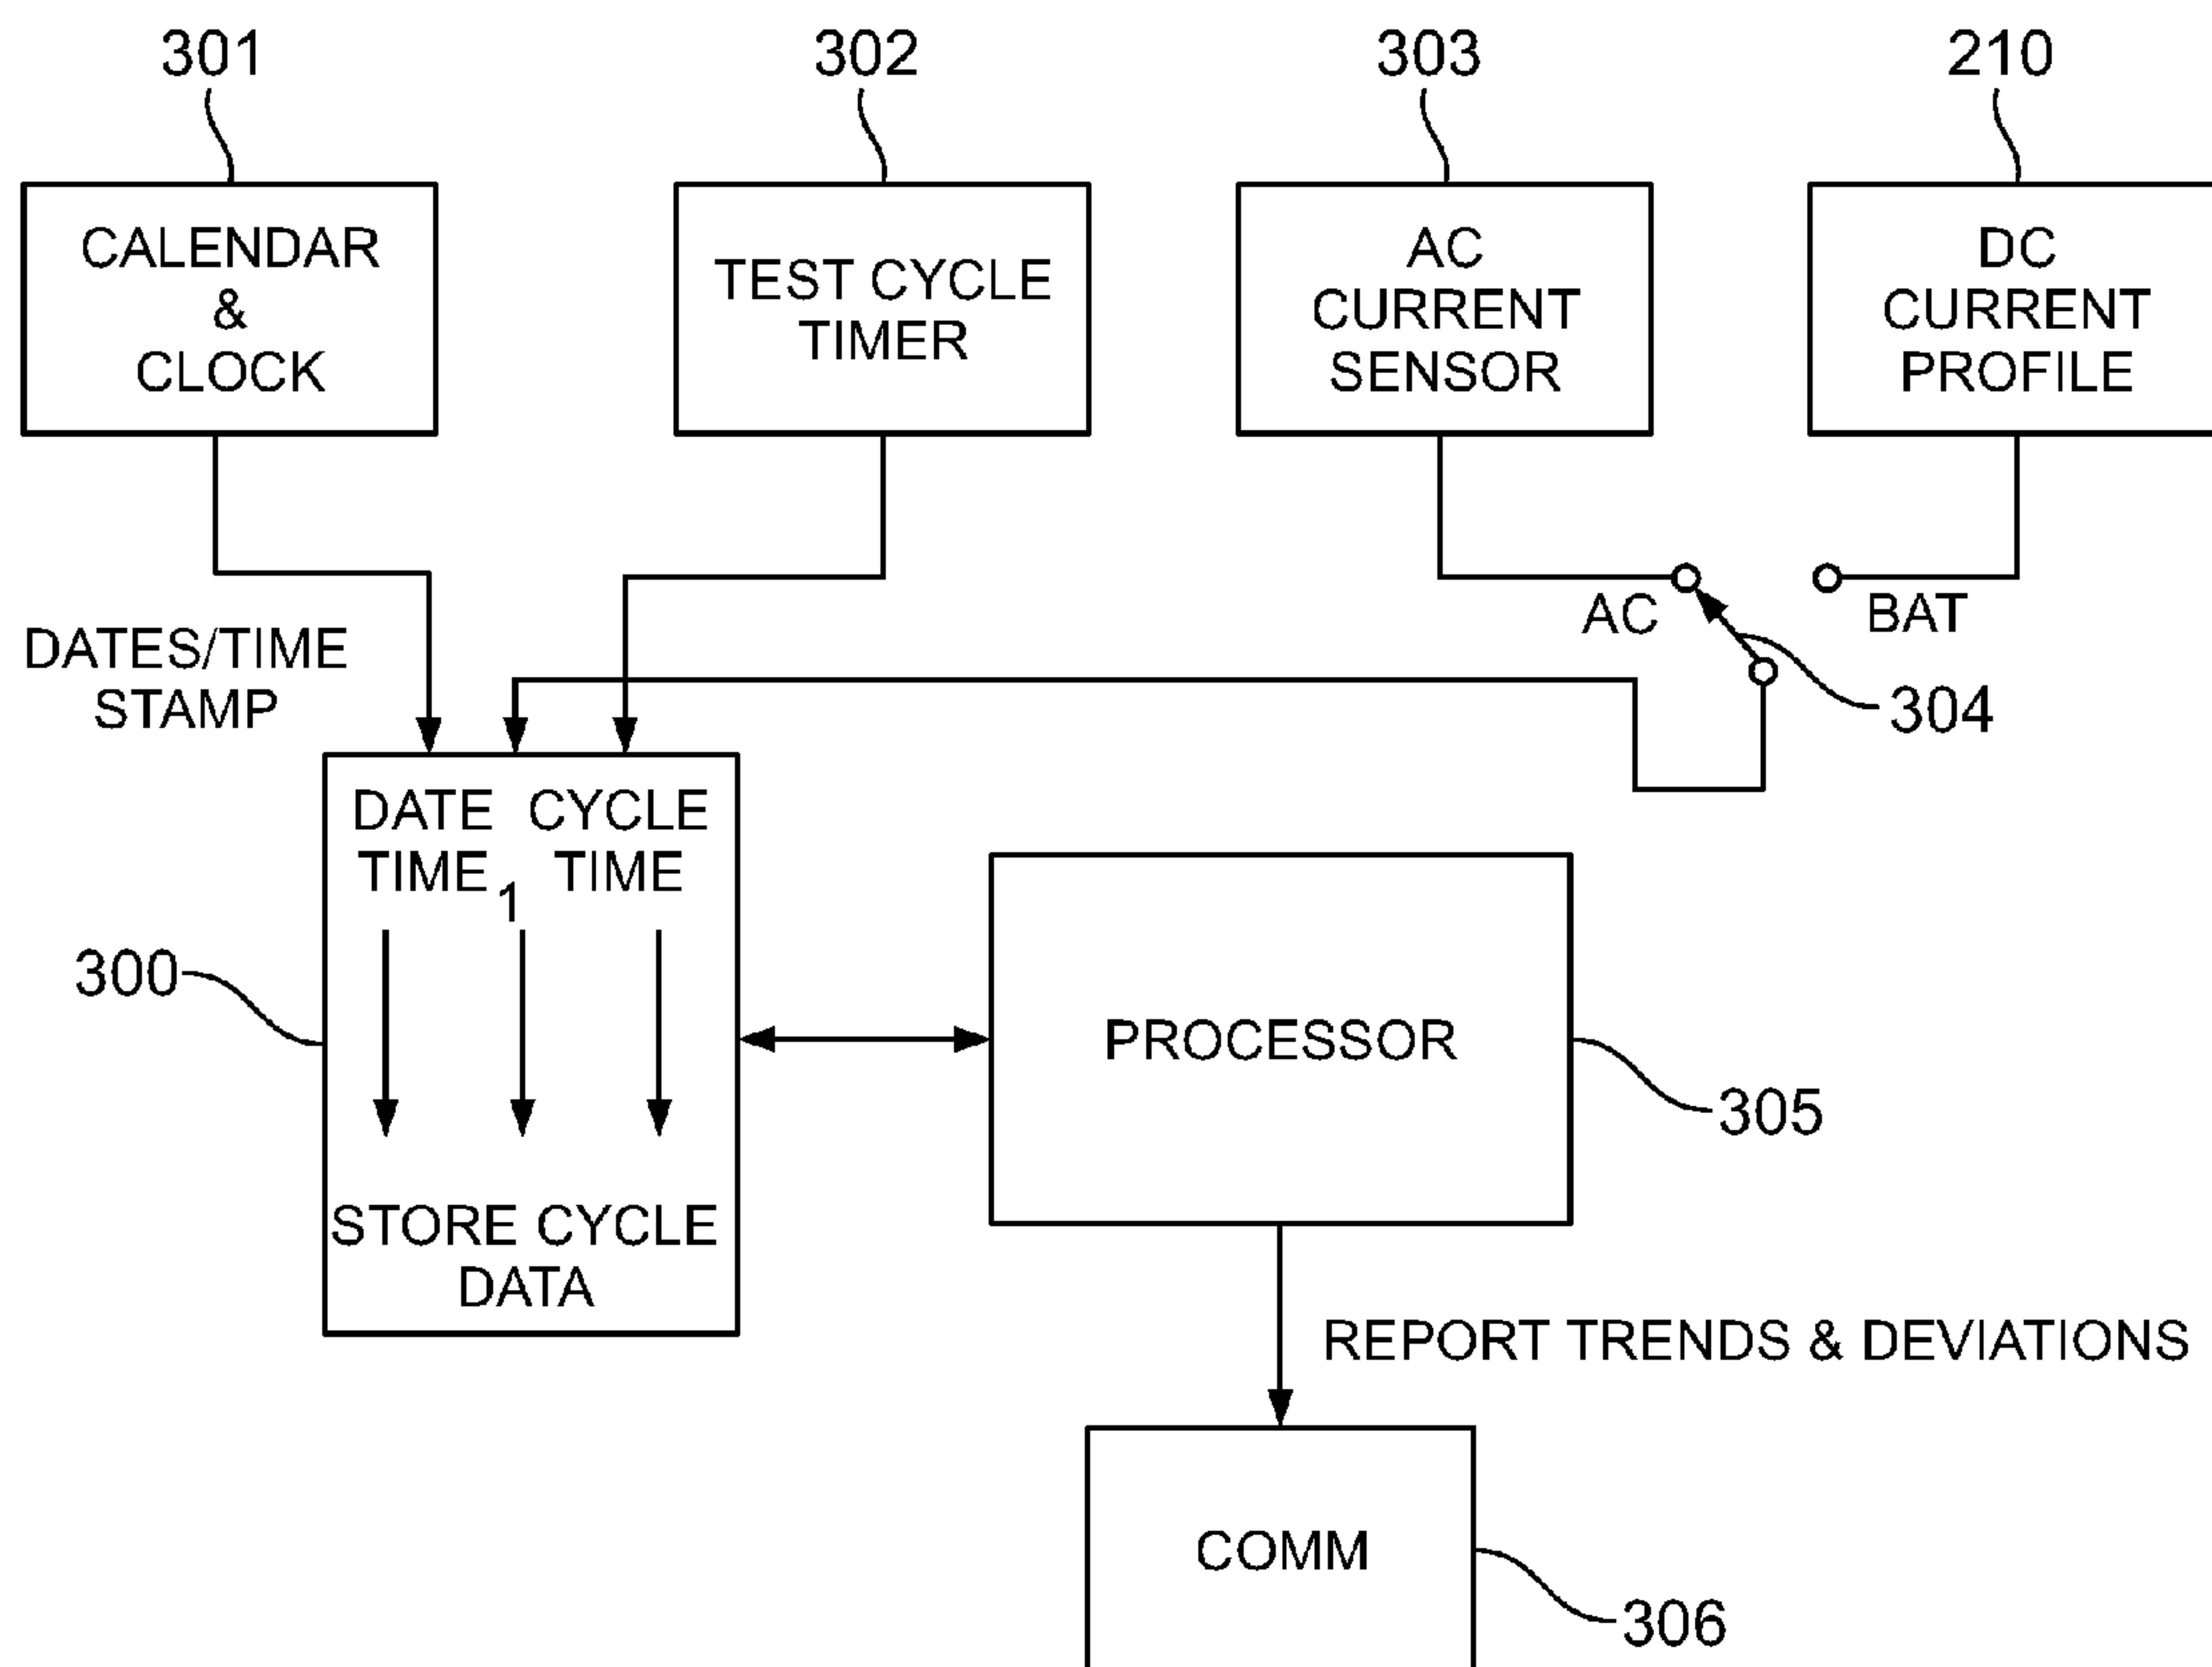 301
302
303
210
CALENDAR
&
CLOCK
TEST CYCLE
TIMER
AC
CURRENT
SENSOR
DC
CURRENT
PROFILE
AC
BAT
304
DATES/TIME
STAMP
DATE CYCLE
TIME 1 TIME
300
STORE CYCLE
DATA
PROCESSOR
305
REPORT TRENDS & DEVIATIONS
COMM
306